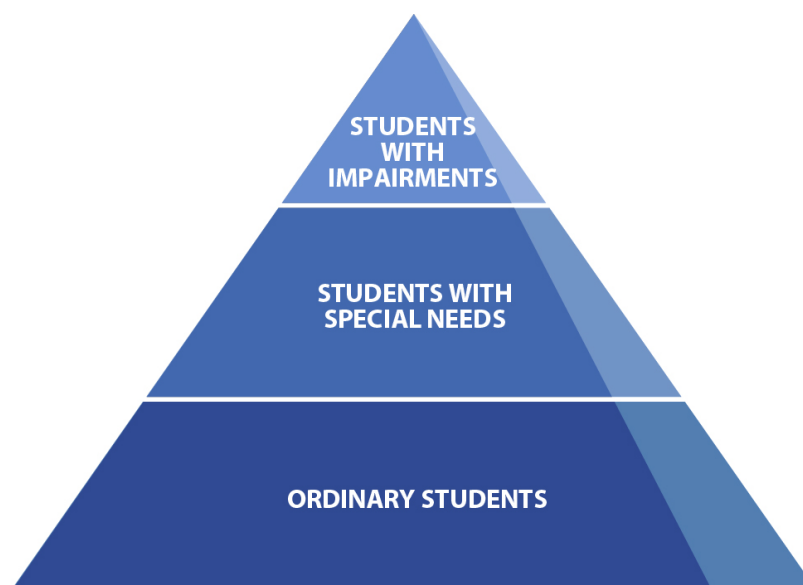 STUDENTS
WITH
IMPAIRMENTS
STUDENTS WITH
SPECIAL NEEDS
ORDINARY STUDENTS